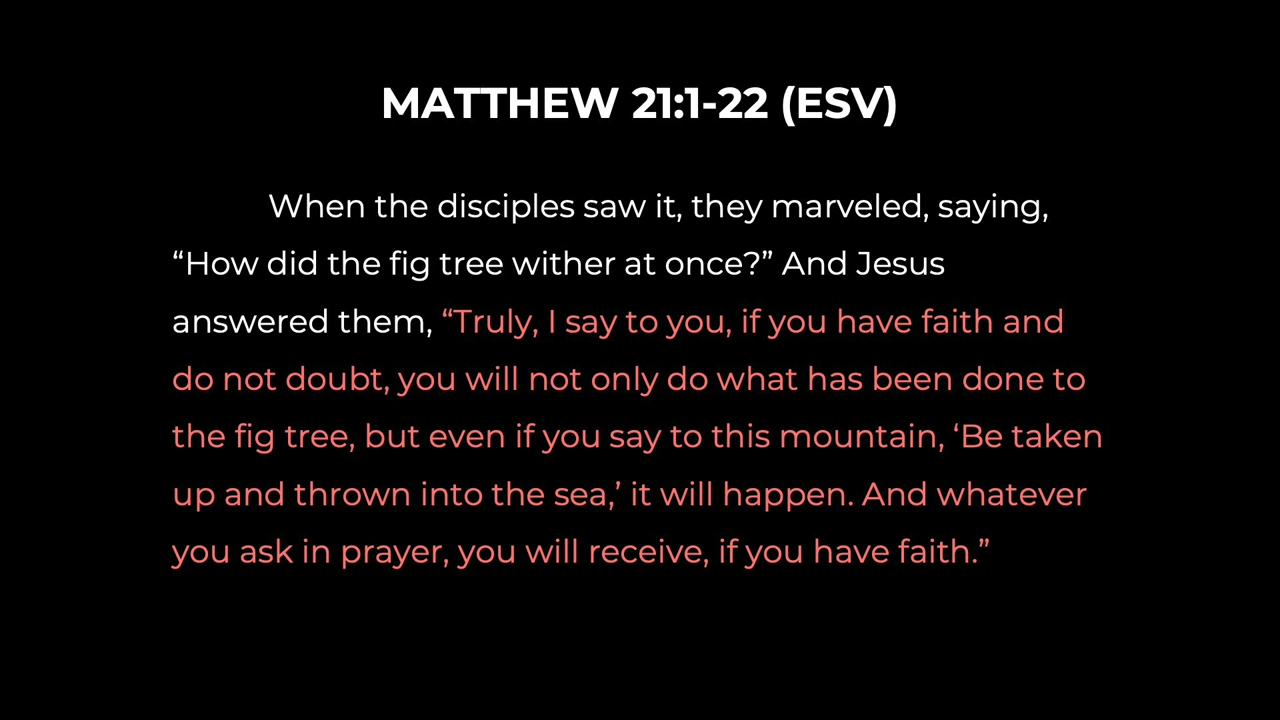 MATTHEW 21:1-22 (ESV)
When the disciples saw it, they marveled, saying,
“How did the fig tree wither at once?” And Jesus
answered them, “Truly, I say to you, if you have faith and
do not doubt, you will not only do what has been done to
the fig tree, but even if you say to this mountain, ‘Be taken
up and thrown into the sea,’ it will happen. And whatever
you ask in prayer, you will receive, if you have faith.”